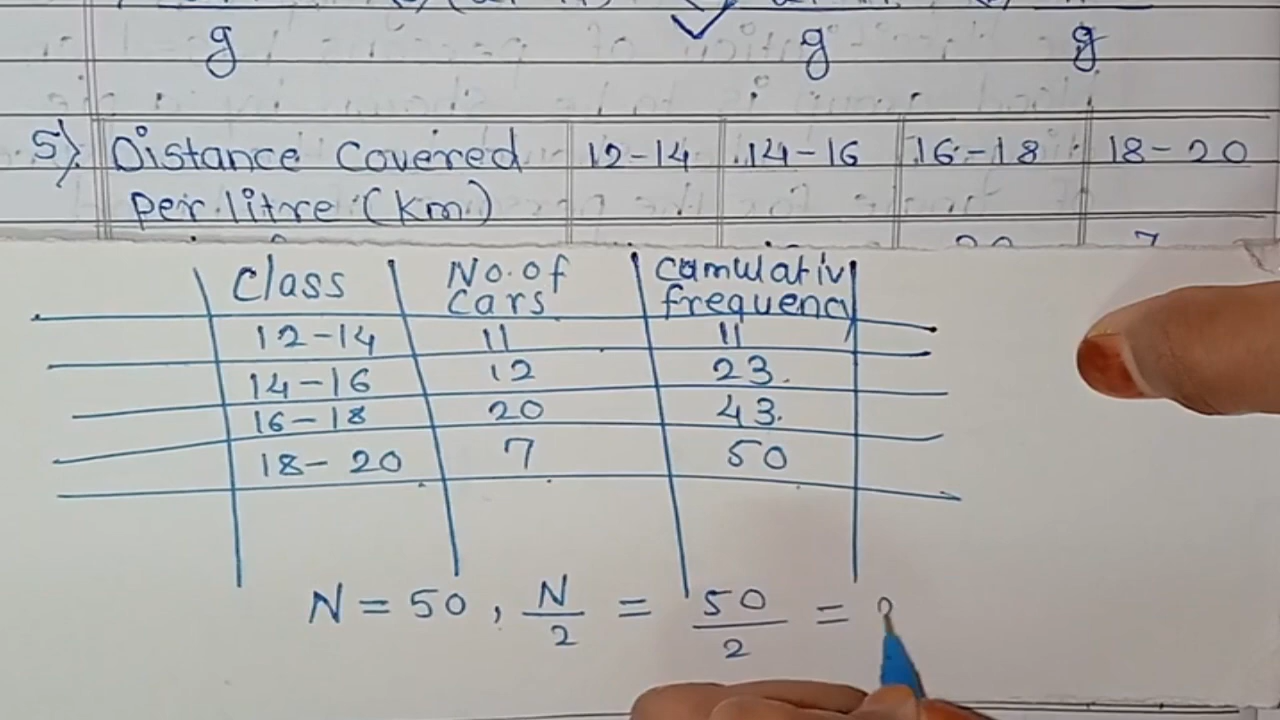 g g g
5) Distance Covered 12-14 14-16 16-18 18-20
per litre (km)
7
Class No. of Cars Cumulativ frequency
12-14 11 11
14-16 12 23.
16-18 20 43.
18-20 7 50
N = 50, N/2 = 50/2 =